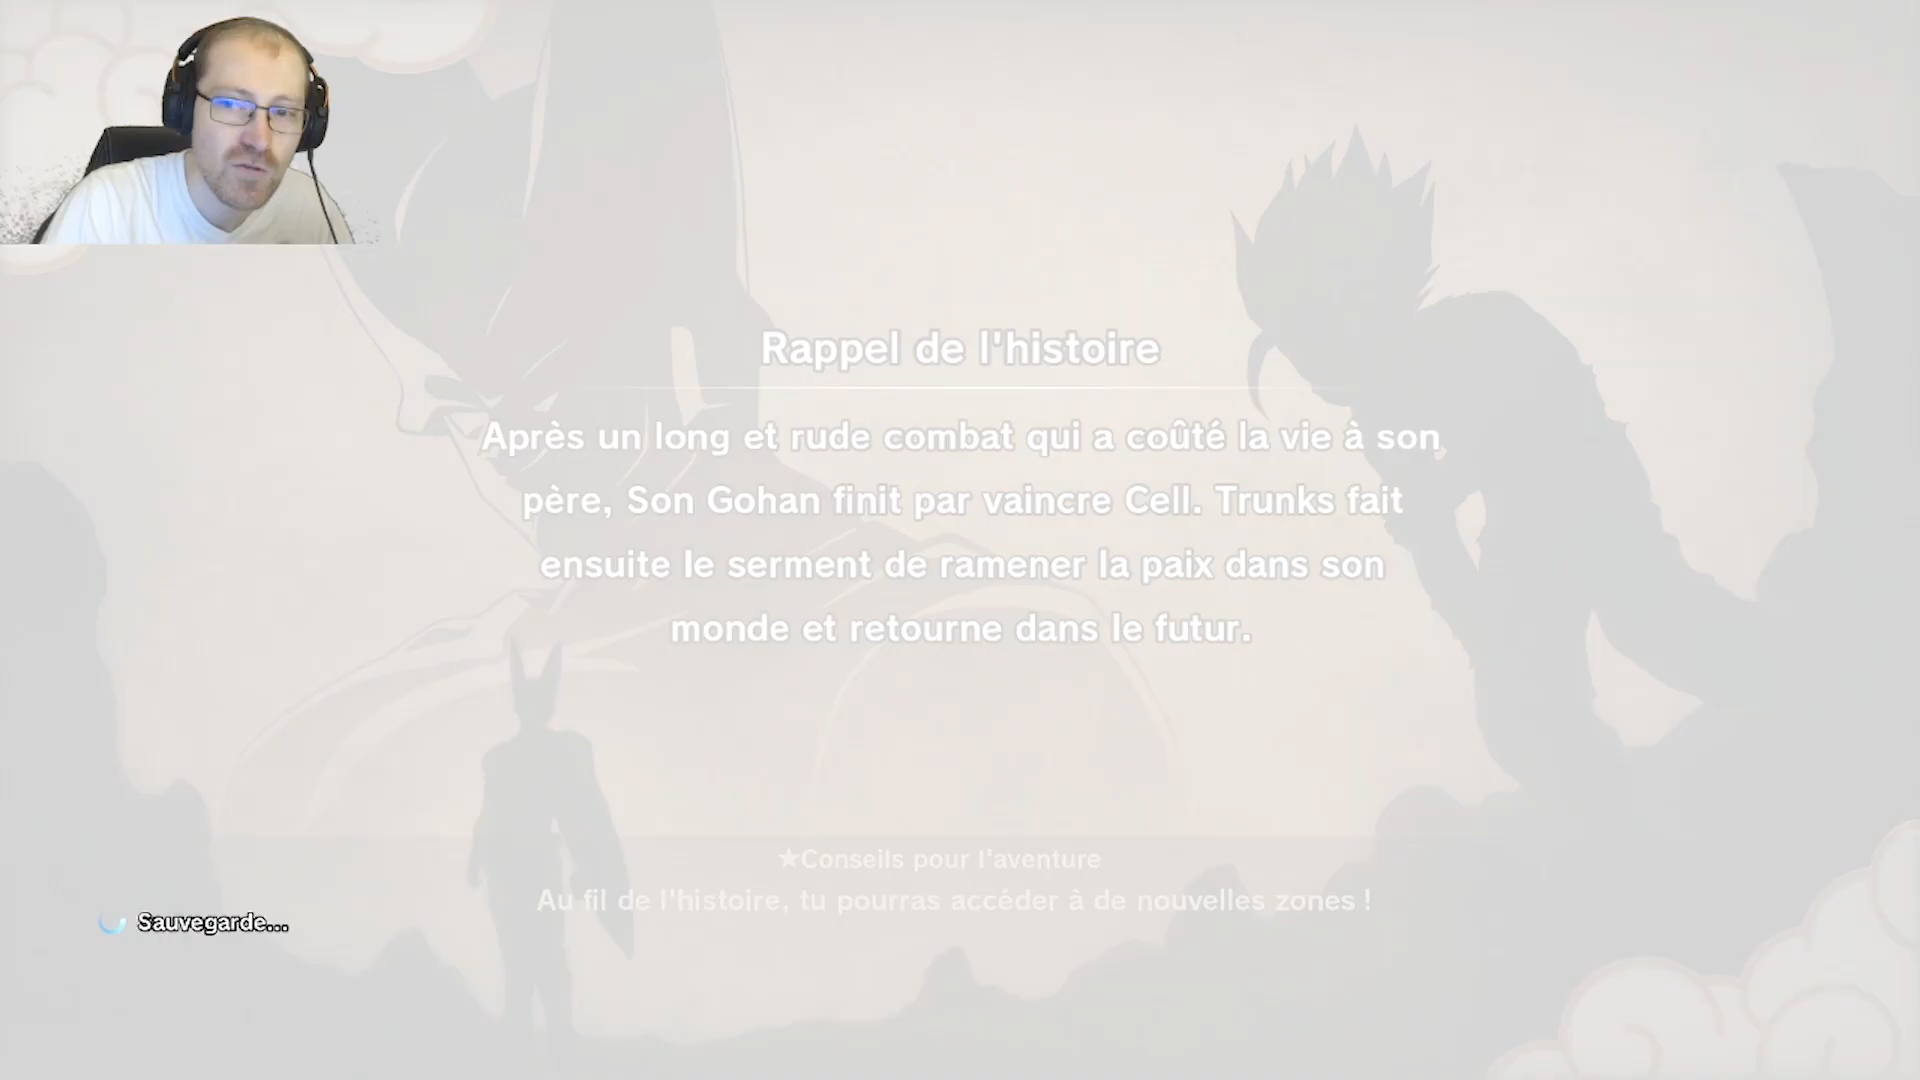 Rappel de l'histoire
Après un long et rude combat qui a coûté la vie à son
père, Son Gohan finit par vaincre Cell. Trunks fait
ensuite le serment de ramener la paix dans son
monde et retourne dans le futur.
★Conseils pour l'aventure
Au fil de l'histoire, tu pourras accéder à de nouvelles zones !
Sauvegarde...